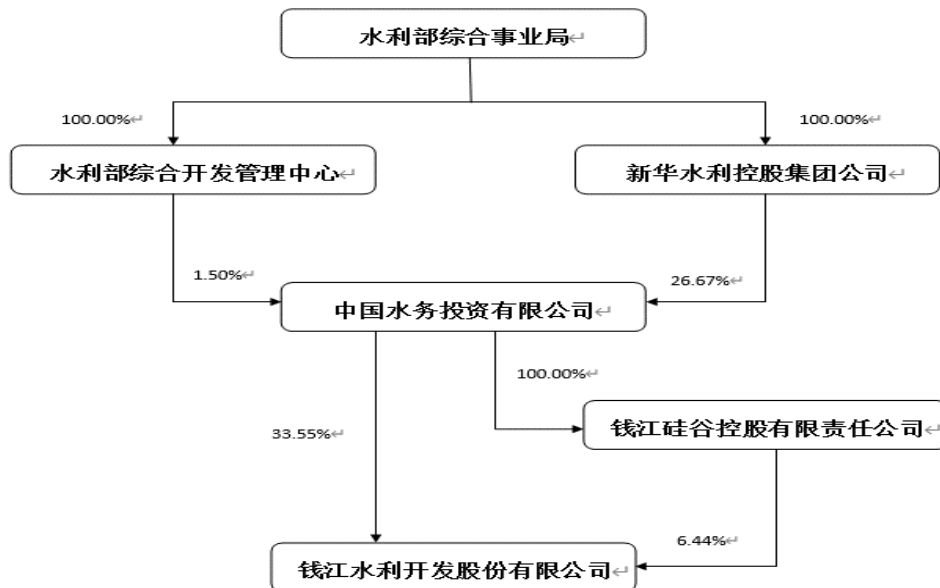 水利部综合事业局↵
100.00%↵
100.00%↵
水利部综合开发管理中心↵
新华水利控股集团公司↵
1.50%↵
26.67%↵
中国水务投资有限公司↵
100.00%↵
33.55%↵
钱江硅谷控股有限责任公司↵
6.44%↵
钱江水利开发股份有限公司↵